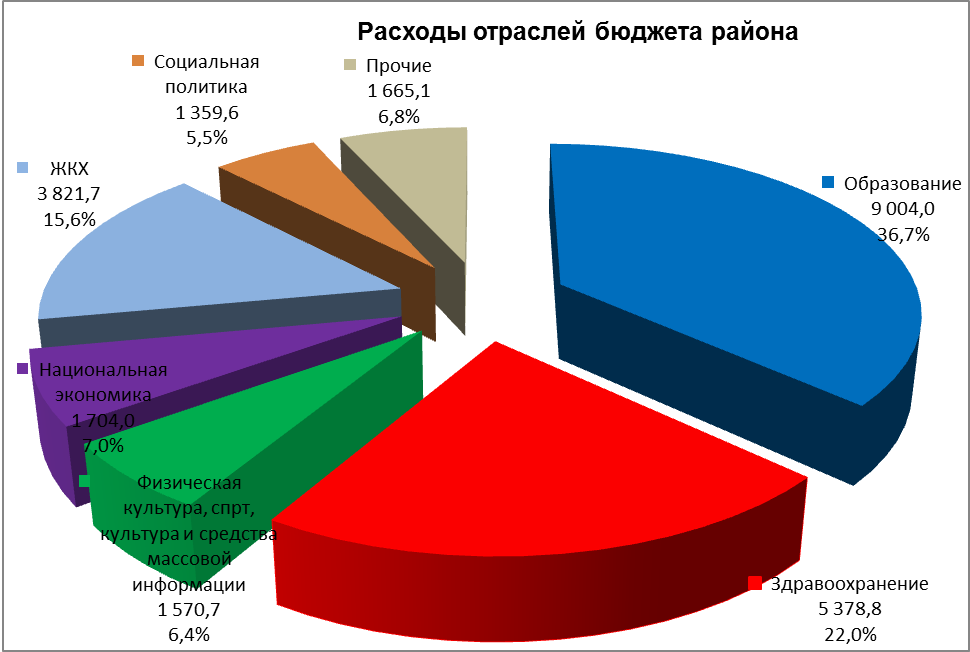 Расходы отраслей бюджета района
Социальная
политика
1 359,6
5,5%
Прочие
1 665,1
6,8%
ЖКХ
3 821,7
15,6%
Образование
9 004,0
36,7%
Национальная
экономика
1 704,0
7,0%
Физическая
культура, спрт,
культура и средства
массовой
информации
1 570,7
6,4%
Здравоохранение
5 378,8
22,0%